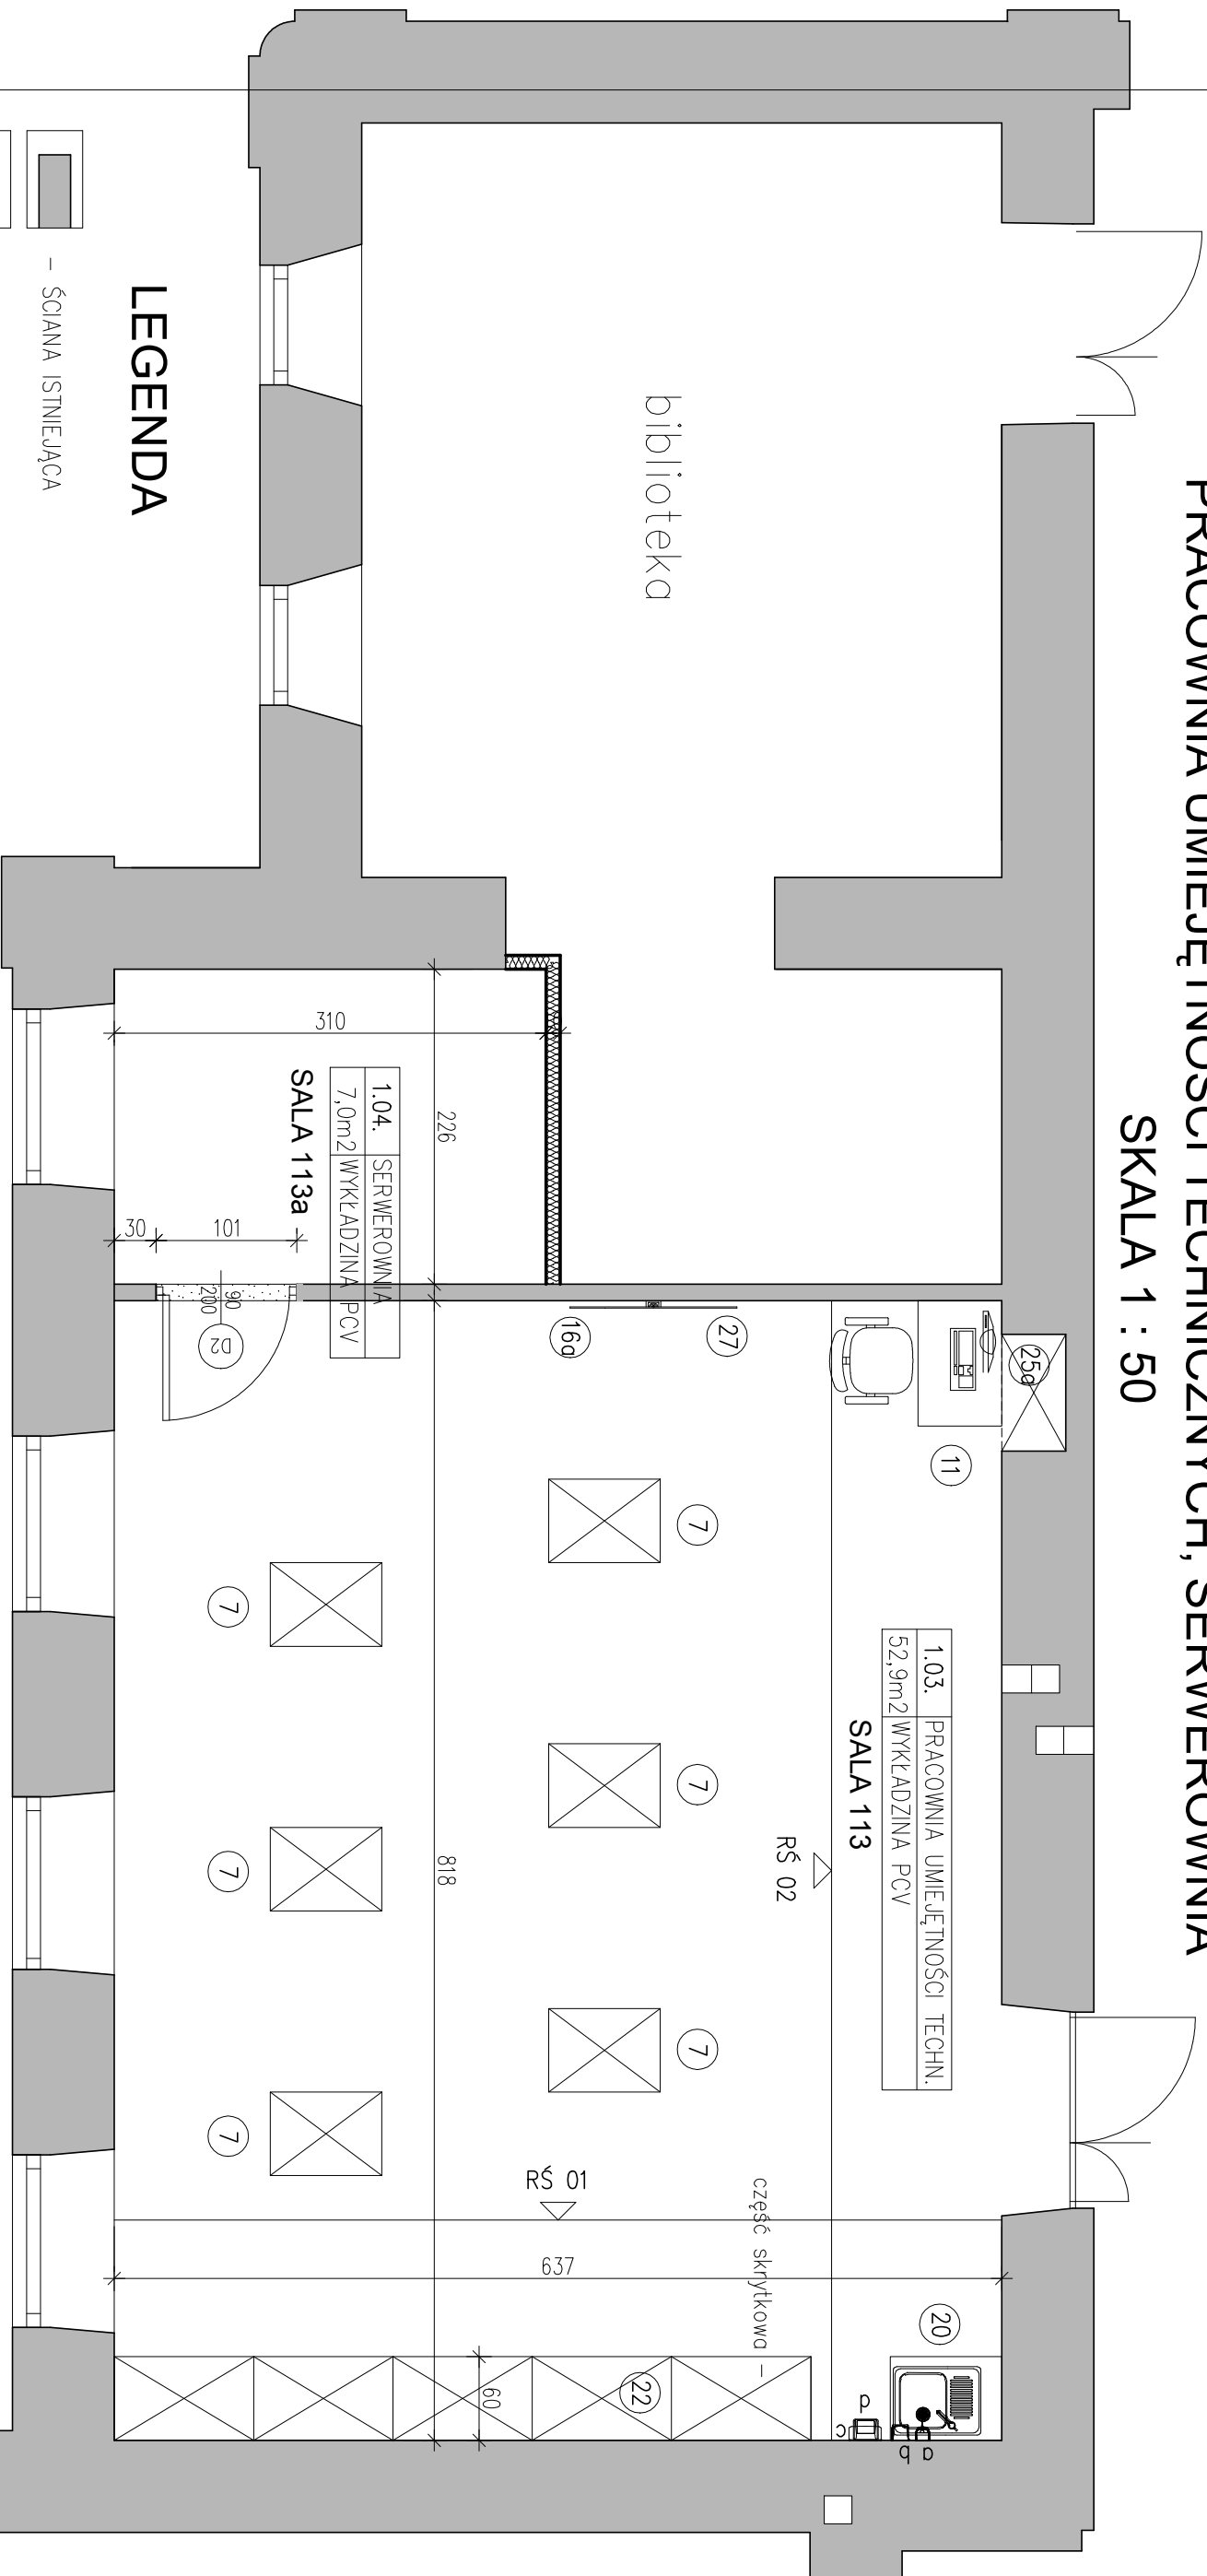 PRACOWNIA UMIEJĘTNOŚCI TECHNICZNYCH, SERWEROWNIA
SKALA 1 : 50
biblioteka
LEGENDA
- ŚCIANA ISTNIEJĄCA
310
226
1.04. SERWEROWNIA
7,0m2 WYKŁADZINA PCV
SALA 113a
30
101
90
200
D2
16a
27
25a
11
1.03. PRACOWNIA UMIEJĘTNOŚCI TECHN.
52,9m2 WYKŁADZINA PCV
SALA 113
RŚ 02
7
7
7
7
7
7
818
RŚ 01
część skrytkowa -
637
20
22
60
d
c
b
a